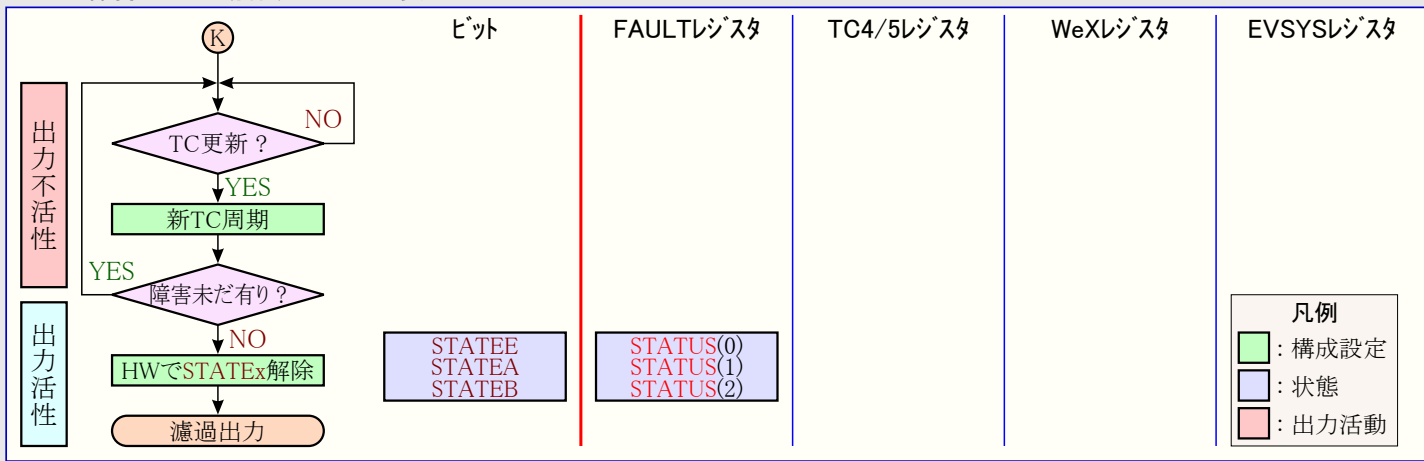 ビット
FAULTレジスタ
TC4/5レジスタ
WeXレジスタ
EVSYSレジスタ
K
出力不活性
TC更新 ?
NO
YES
新TC周期
YES
障害未だ有り?
出力活性
NO
HWでSTATEx解除
濾過出力
STATEE
STATEA
STATEB
STATUS(0)
STATUS(1)
STATUS(2)
凡例
: 構成設定
: 状態
: 出力活動